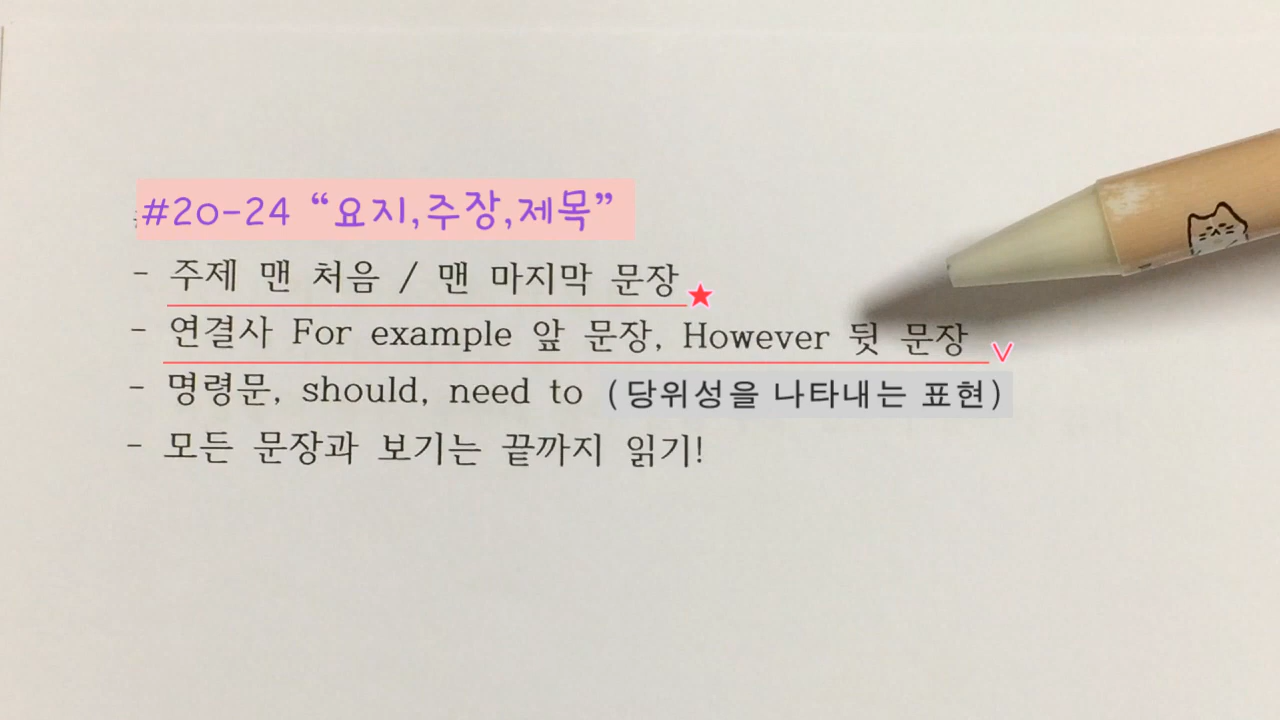 #20-24 “요지,주장,제목”
- 주제 맨 처음 / 맨 마지막 문장
- 연결사 For example 앞 문장, However 뒷 문장
- 명령문, should, need to (당위성을 나타내는 표현)
- 모든 문장과 보기는 끝까지 읽기!